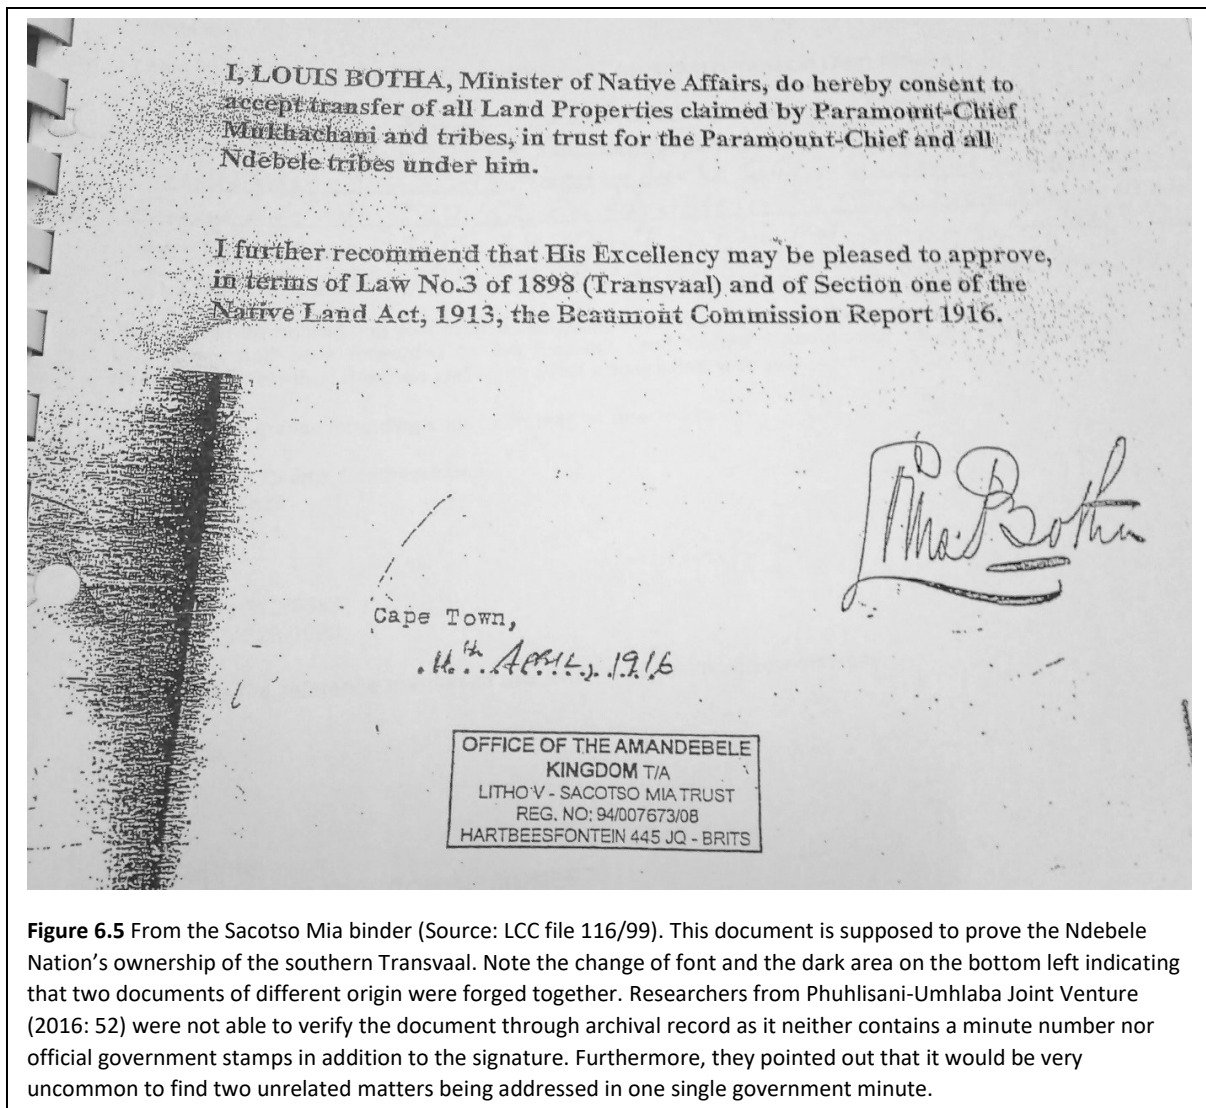 I, LOUIS BOTHA, Minister of Native Affairs, do hereby consent to
accept transfer of all Land Properties claimed by Paramount-Chief
Mukhachani and tribes, in trust for the Paramount-Chief and all
Ndebele tribes under him.
I further recommend that His Excellency may be pleased to approve,
in terms of Law No.3 of 1898 (Transvaal) and of Section one of the
Native Land Act, 1913, the Beaumont Commission Report 1916.
Botha
Cape Town,
11th APRIL, 1916
OFFICE OF THE AMANDEBELE
KINGDOM T/A
LITHO V - SACOTSO MIA TRUST
REG. NO: 94/007673/08
HARTBEESFONTEIN 445 JQ - BRITS
Figure 6.5 From the Sacotso Mia binder (Source: LCC file 116/99). This document is supposed to prove the Ndebele
Nation’s ownership of the southern Transvaal. Note the change of font and the dark area on the bottom left indicating
that two documents of different origin were forged together. Researchers from Phuhlisani-Umhlaba Joint Venture
(2016: 52) were not able to verify the document through archival record as it neither contains a minute number nor
official government stamps in addition to the signature. Furthermore, they pointed out that it would be very
uncommon to find two unrelated matters being addressed in one single government minute.